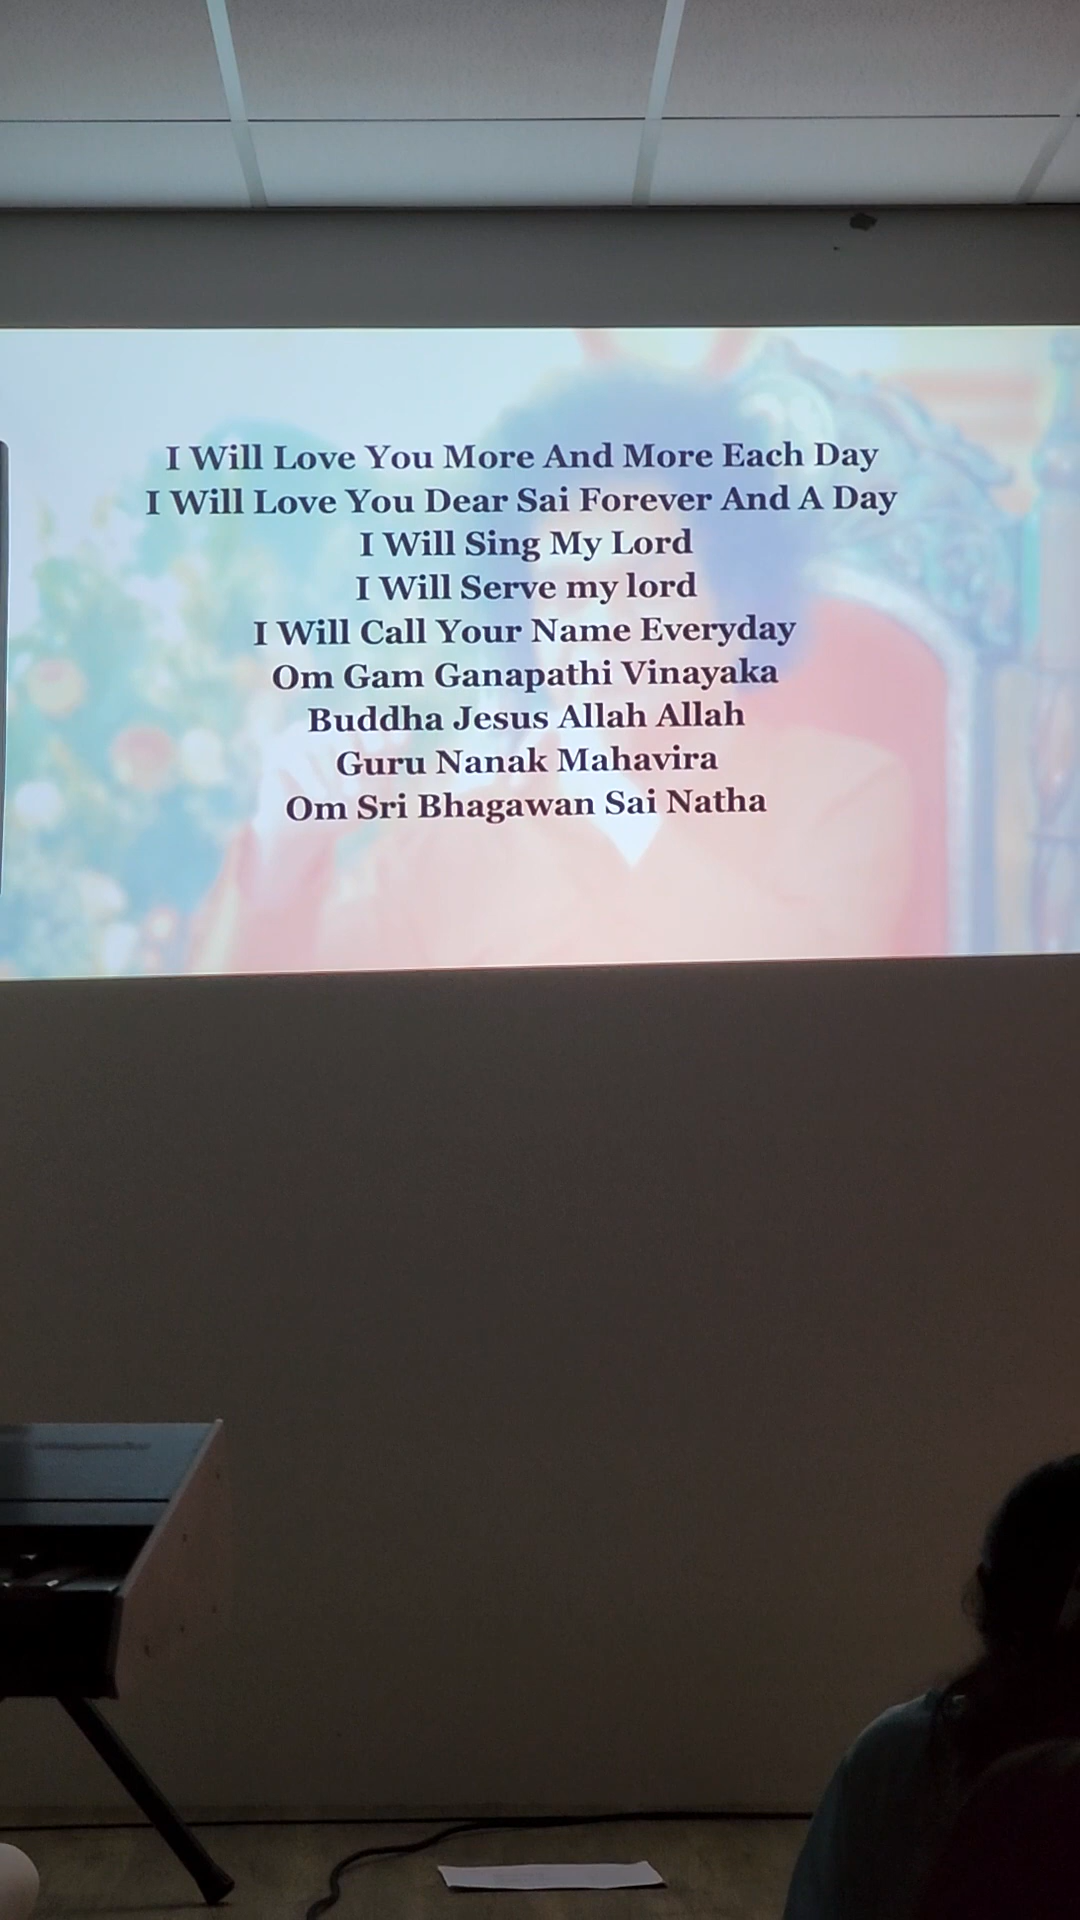 I Will Love You More And More Each Day
I Will Love You Dear Sai Forever And A Day
I Will Sing My Lord
I Will Serve my lord
I Will Call Your Name Everyday
Om Gam Ganapathi Vinayaka
Buddha Jesus Allah Allah
Guru Nanak Mahavira
Om Sri Bhagawan Sai Natha